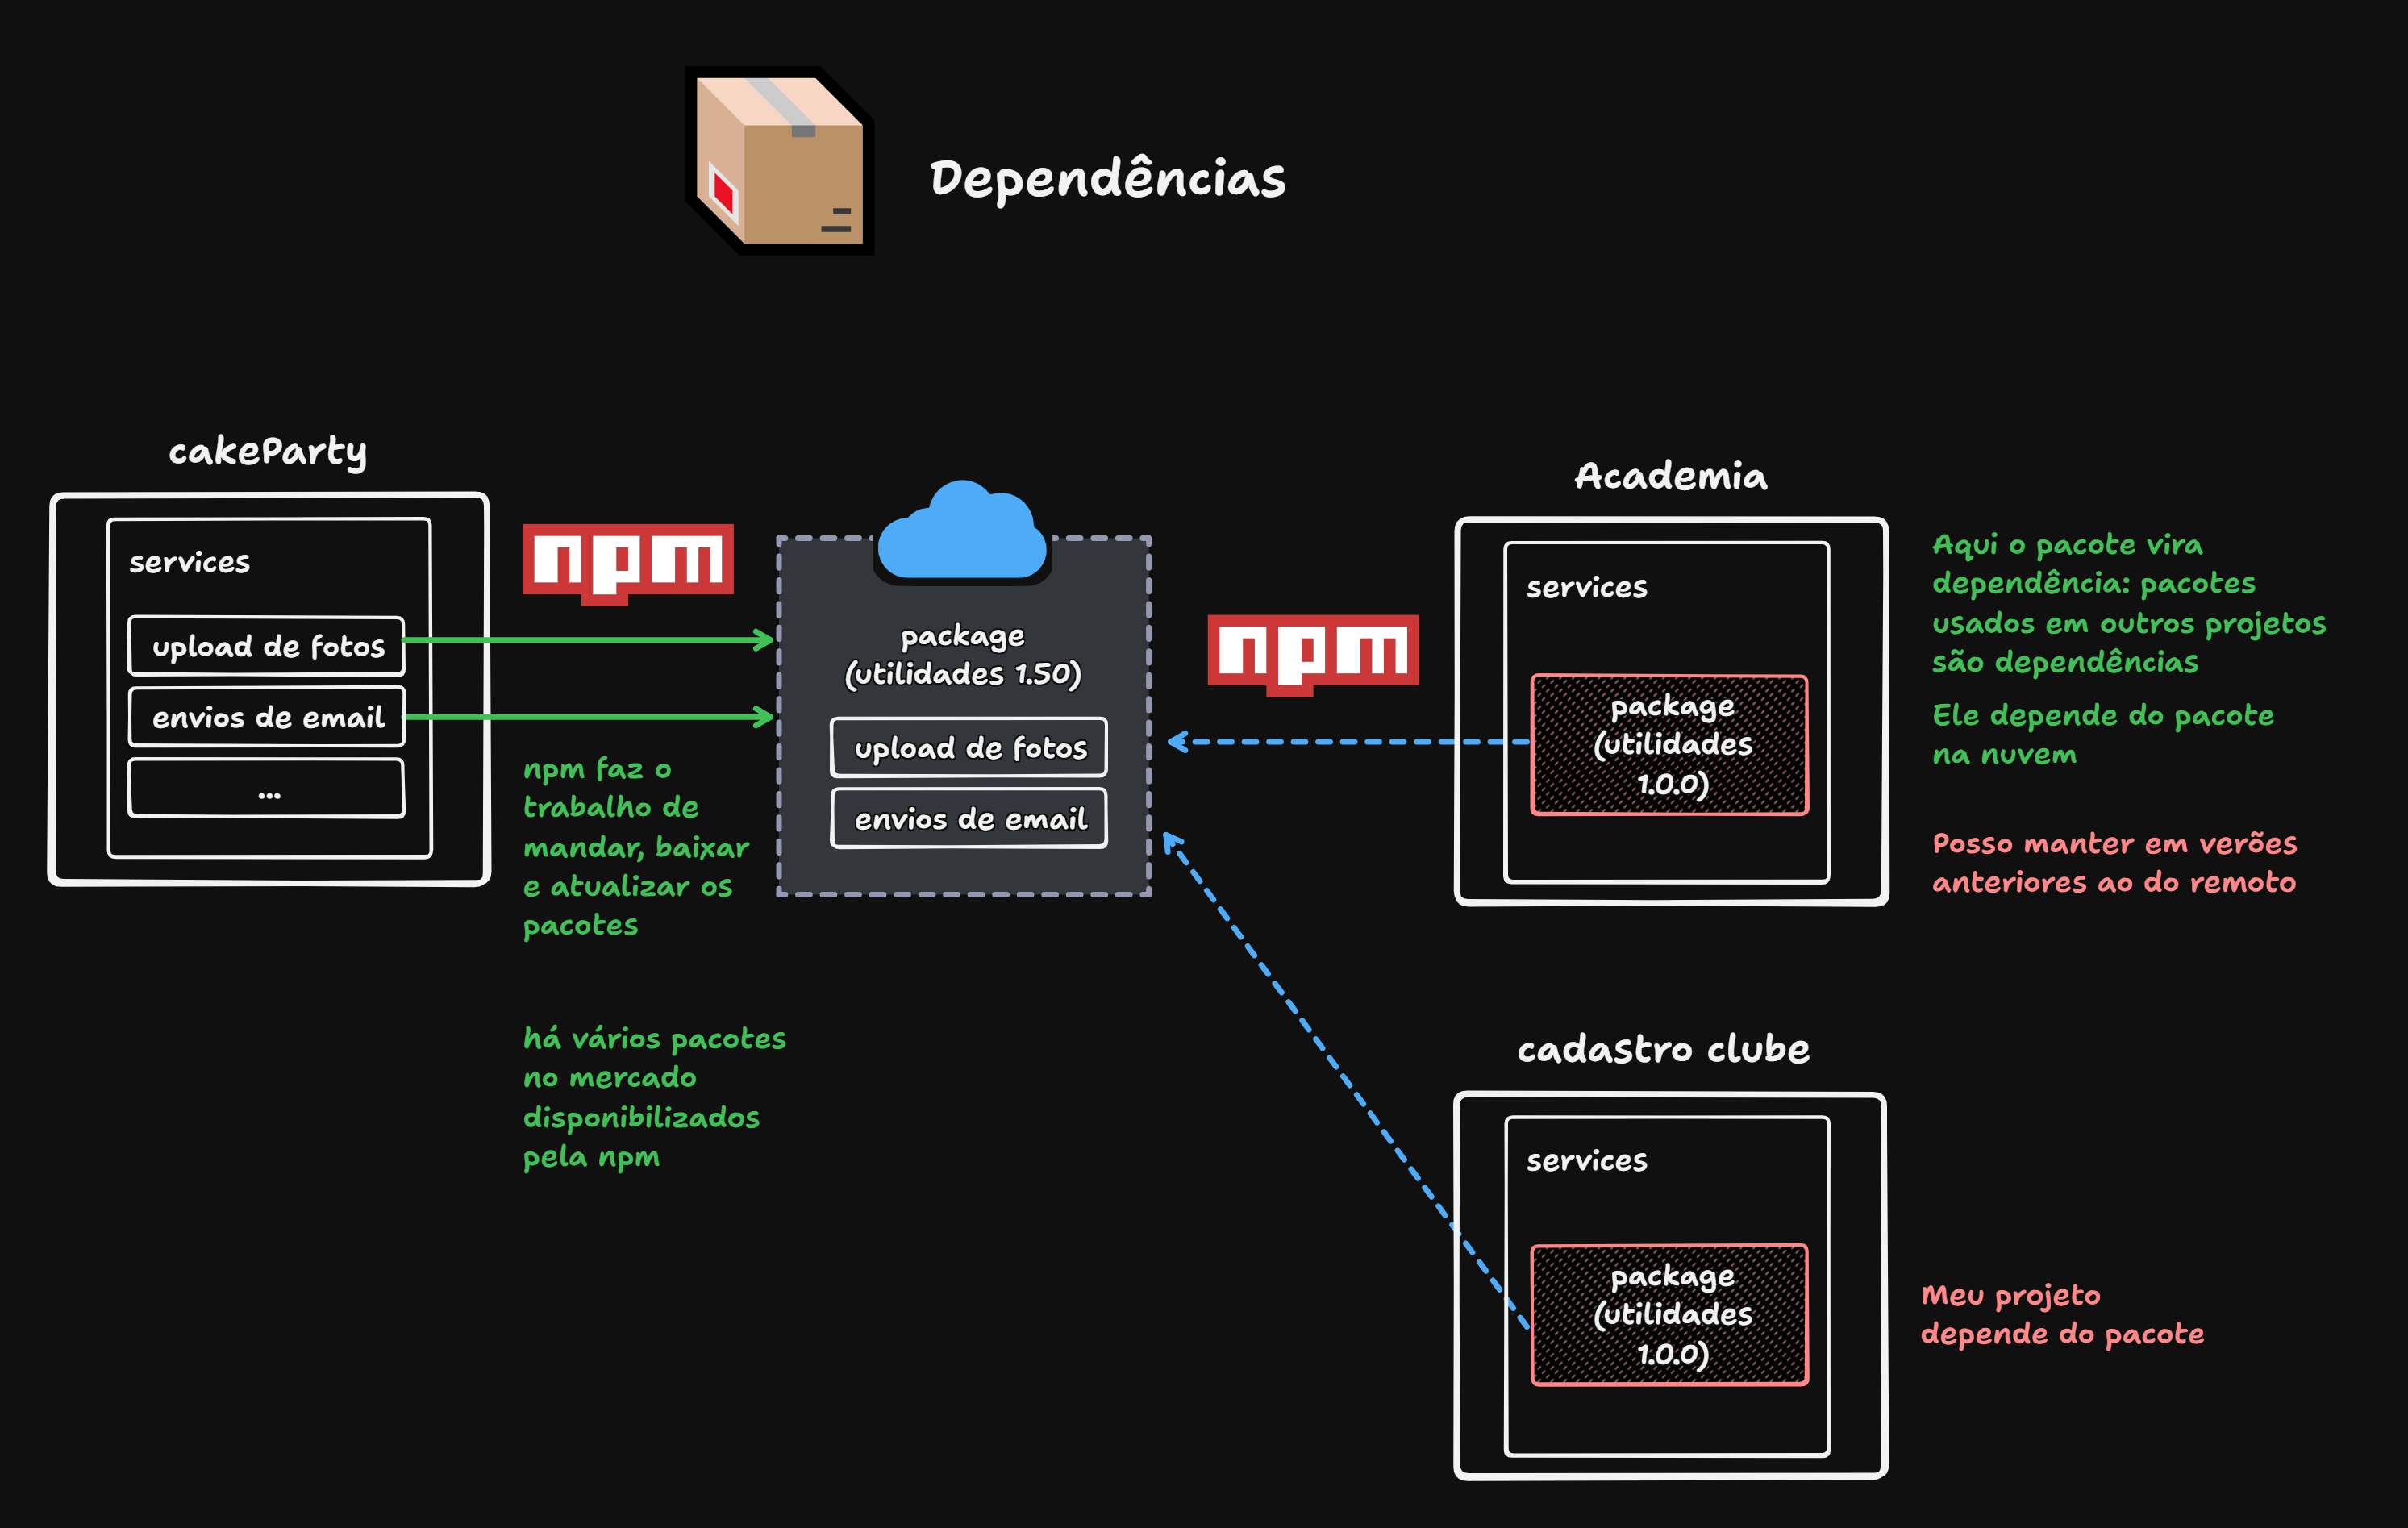 Dependências
cakeParty
services
upload de fotos
envios de email
...
npm
npm faz o
trabalho de
mandar, baixar
e atualizar os
pacotes
há vários pacotes
no mercado
disponibilizados
pela npm
package
(utilidades 1.50)
upload de fotos
envios de email
npm
Academia
services
package
(utilidades
1.0.0)
Aqui o pacote vira
dependência: pacotes
usados em outros projetos
são dependências
Ele depende do pacote
na nuvem
Posso manter em verões
anteriores ao do remoto
cadastro clube
services
package
(utilidades
1.0.0)
Meu projeto
depende do pacote